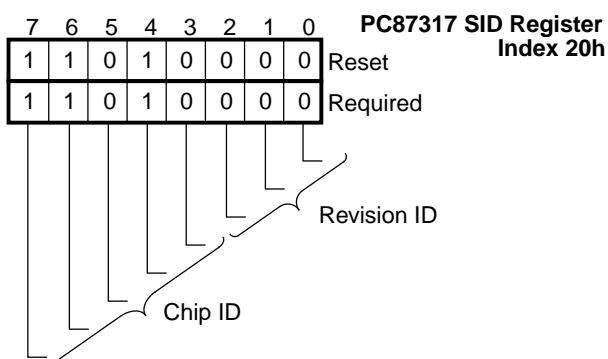 7 6 5 4 3 2 1 0
PC87317 SID Register
Index 20h
1 1 0 1 0 0 0 0 Reset
1 1 0 1 0 0 0 0 Required
Revision ID
Chip ID